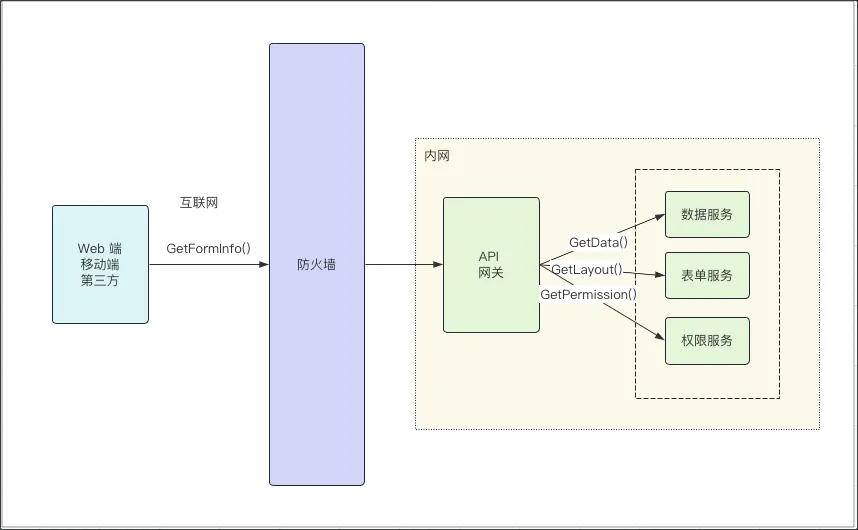 互联网
Web 端
移动端
第三方
GetFormInfo()
防火墙
内网
API
网关
GetData()
GetLayout()
GetPermission()
数据服务
表单服务
权限服务